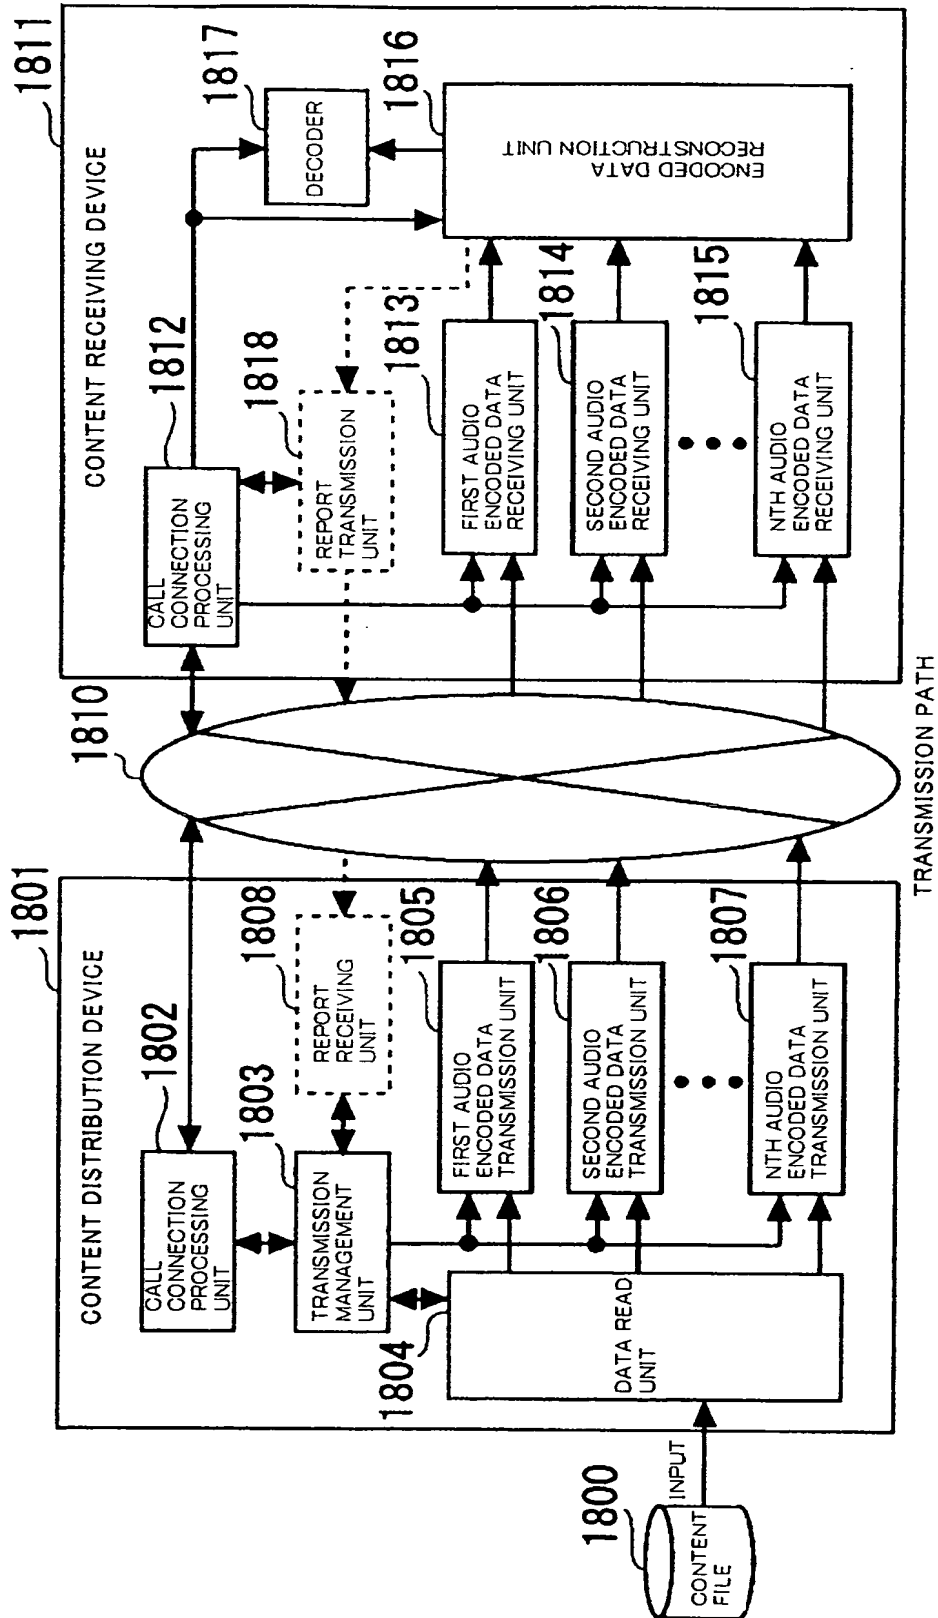 1800
CONTENT
FILE
INPUT
1801
CONTENT DISTRIBUTION DEVICE
1802
CALL
CONNECTION
PROCESSING
UNIT
1803
TRANSMISSION
MANAGEMENT
UNIT
1804
DATA READ
UNIT
1808
REPORT
RECEIVING
UNIT
1805
FIRST AUDIO
ENCODED DATA
TRANSMISSION UNIT
1806
SECOND AUDIO
ENCODED DATA
TRANSMISSION UNIT
1807
NTH AUDIO
ENCODED DATA
TRANSMISSION UNIT
1810
TRANSMISSION PATH
1811
CONTENT RECEIVING DEVICE
1812
CALL
CONNECTION
PROCESSING
UNIT
1818
REPORT
TRANSMISSION
UNIT
1813
FIRST AUDIO
ENCODED DATA
RECEIVING UNIT
1814
SECOND AUDIO
ENCODED DATA
RECEIVING UNIT
1815
NTH AUDIO
ENCODED DATA
RECEIVING UNIT
1817
DECODER
1816
ENCODED DATA
RECONSTRUCTION UNIT